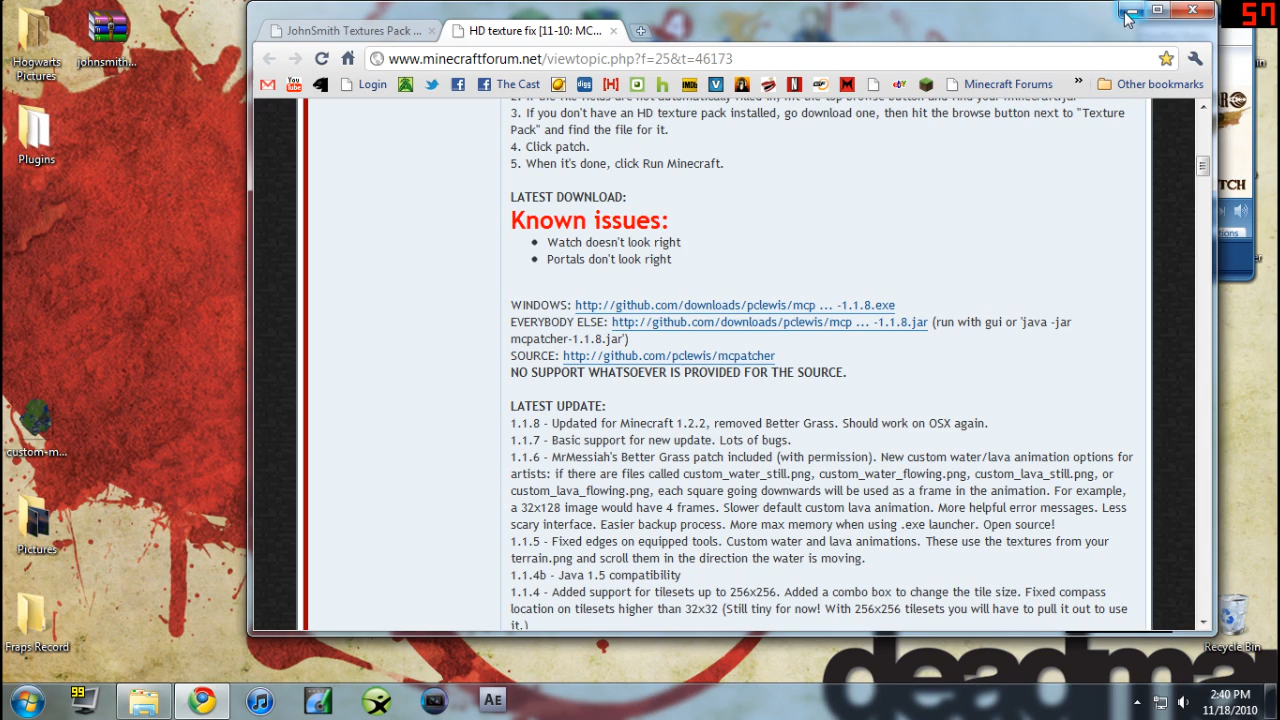 57
JohnSmith Textures Pack ...
HD texture fix [11-10: MC...
www.minecraftforum.net/viewtopic.php?f=25&t=46173
Login
The Cast
Minecraft Forums
Other bookmarks
3. If you don't have an HD texture pack installed, go download one, then hit the browse button next to "Texture
Pack" and find the file for it.
4. Click patch.
5. When it's done, click Run Minecraft.
LATEST DOWNLOAD:
Known issues:
Watch doesn't look right
Portals don't look right
WINDOWS: http://github.com/downloads/pclewis/mcp ... -1.1.8.exe
EVERYBODY ELSE: http://github.com/downloads/pclewis/mcp ... -1.1.8.jar (run with gui or 'java -jar
mcpatcher-1.1.8.jar')
SOURCE: http://github.com/pclewis/mcpatcher
NO SUPPORT WHATSOEVER IS PROVIDED FOR THE SOURCE.
LATEST UPDATE:
1.1.8 - Updated for Minecraft 1.2.2, removed Better Grass. Should work on OSX again.
1.1.7 - Basic support for new update. Lots of bugs.
1.1.6 - MrMessiah's Better Grass patch included (with permission). New custom water/lava animation options for
artists: if there are files called custom_water_still.png, custom_water_flowing.png, custom_lava_still.png, or
custom_lava_flowing.png, each square going downwards will be used as a frame in the animation. For example,
a 32x128 image would have 4 frames. Slower default custom lava animation. More helpful error messages. Less
scary interface. Easier backup process. More max memory when using .exe launcher. Open source!
1.1.5 - Fixed edges on equipped tools. Custom water and lava animations. These use the textures from your
terrain.png and scroll them in the direction the water is moving.
1.1.4b - Java 1.5 compatibility
1.1.4 - Added support for tilesets up to 256x256. Added a combo box to change the tile size. Fixed compass
location on tilesets higher than 32x32 (Still tiny for now! With 256x256 tilesets you will have to pull it out to use
it.)
Hogwarts
Pictures
johnsmith...
Plugins
custom-m...
Pictures
Fraps Record
Recycle Bin
deadma
99
AE
2:40 PM
11/18/2010